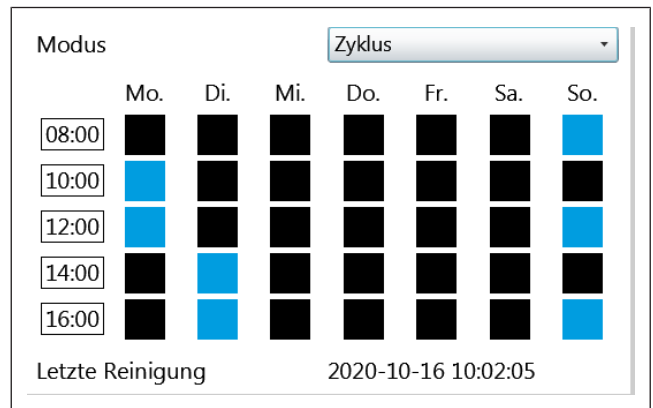 Modus Zyklus
Mo. Di. Mi. Do. Fr. Sa. So.
08:00
10:00
12:00
14:00
16:00
Letzte Reinigung 2020-10-16 10:02:05